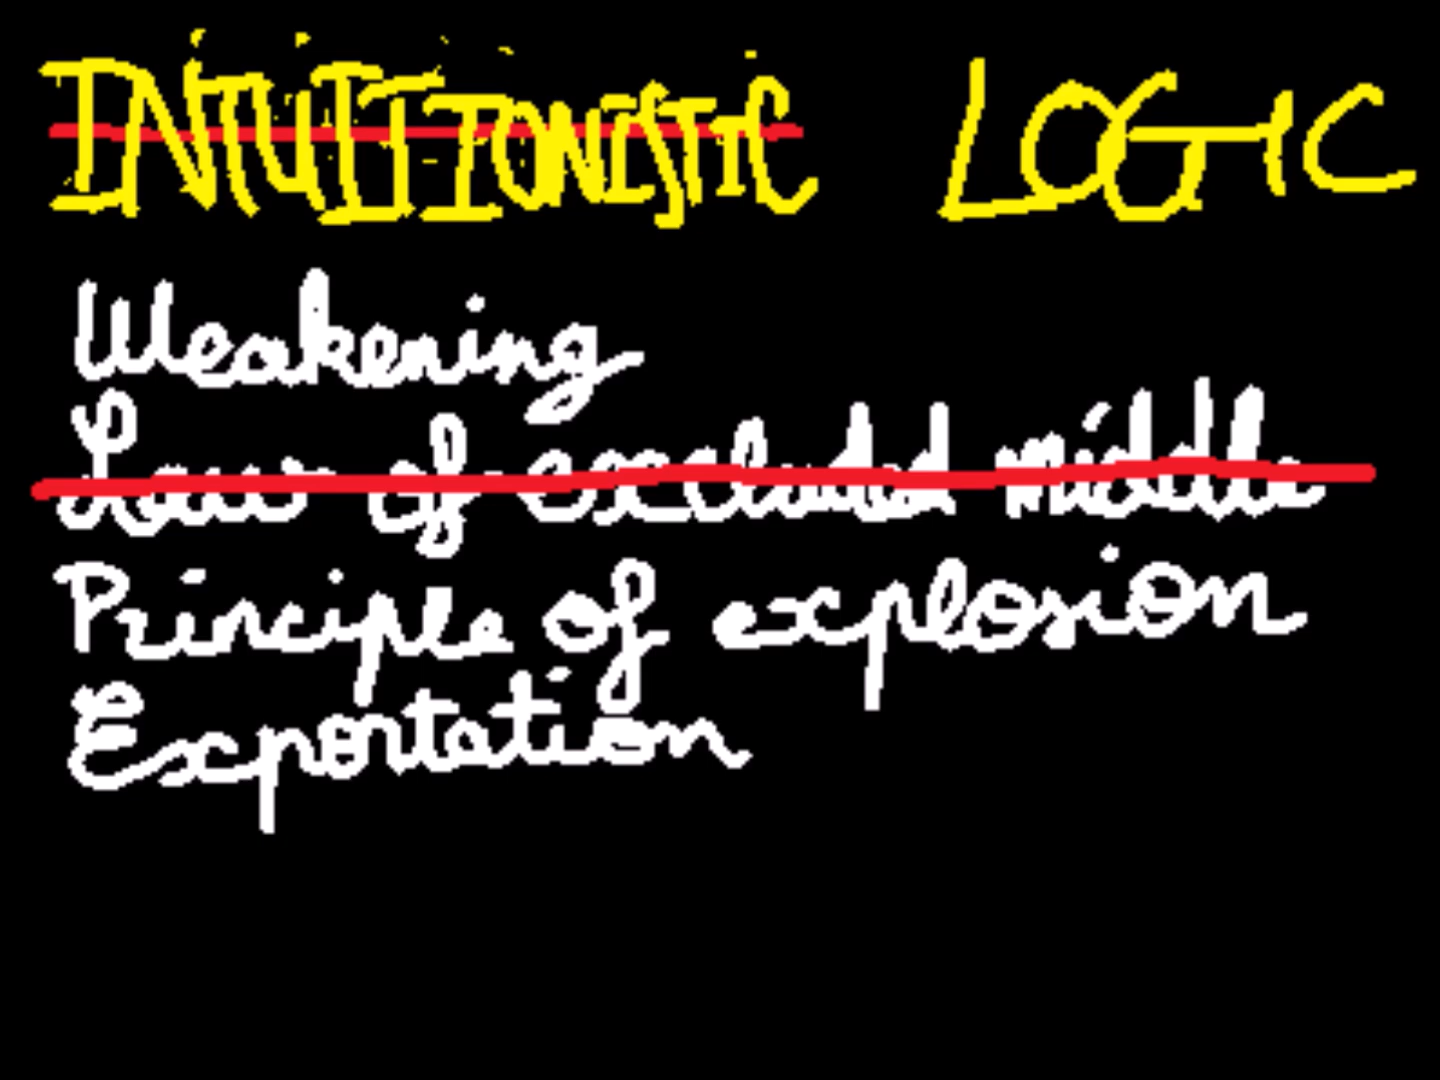 INTUITIONISTIC LOGIC
Weakening
Law of excluded middle
Principle of explosion
Exportation